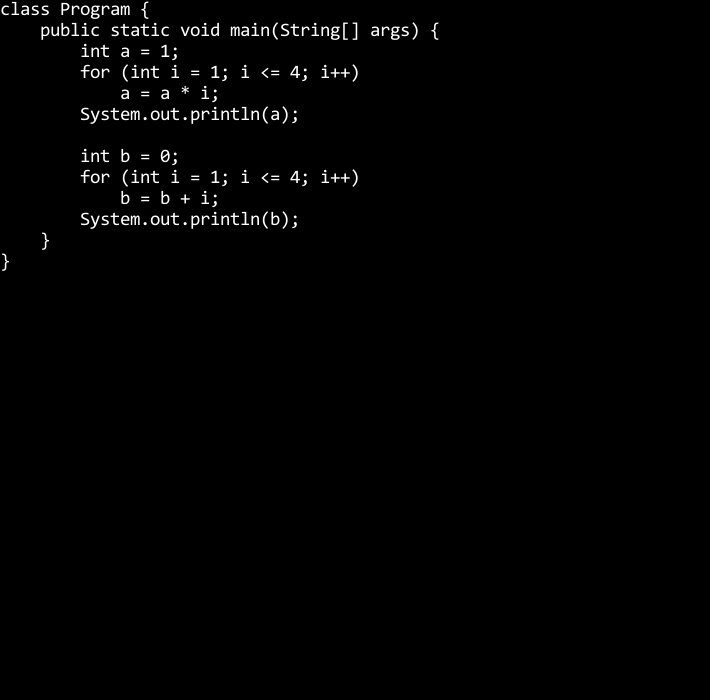 class Program {
    public static void main(String[] args) {
        int a = 1;
        for (int i = 1; i <= 4; i++)
            a = a * i;
        System.out.println(a);

        int b = 0;
        for (int i = 1; i <= 4; i++)
            b = b + i;
        System.out.println(b);
    }
}